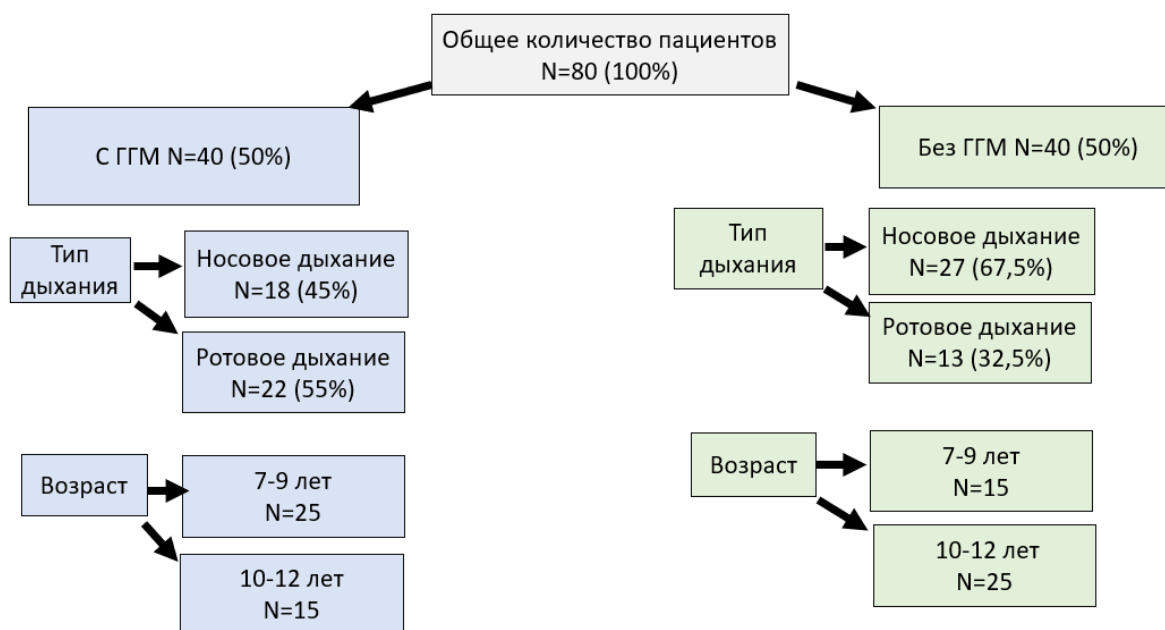 Общее количество пациентов
N=80 (100%)
С ГГМ N=40 (50%)
Без ГГМ N=40 (50%)
Тип
дыхания
Носовое дыхание
N=18 (45%)
Ротовое дыхание
N=22 (55%)
Тип
дыхания
Носовое дыхание
N=27 (67,5%)
Ротовое дыхание
N=13 (32,5%)
Возраст
7-9 лет
N=25
10-12 лет
N=15
Возраст
7-9 лет
N=15
10-12 лет
N=25